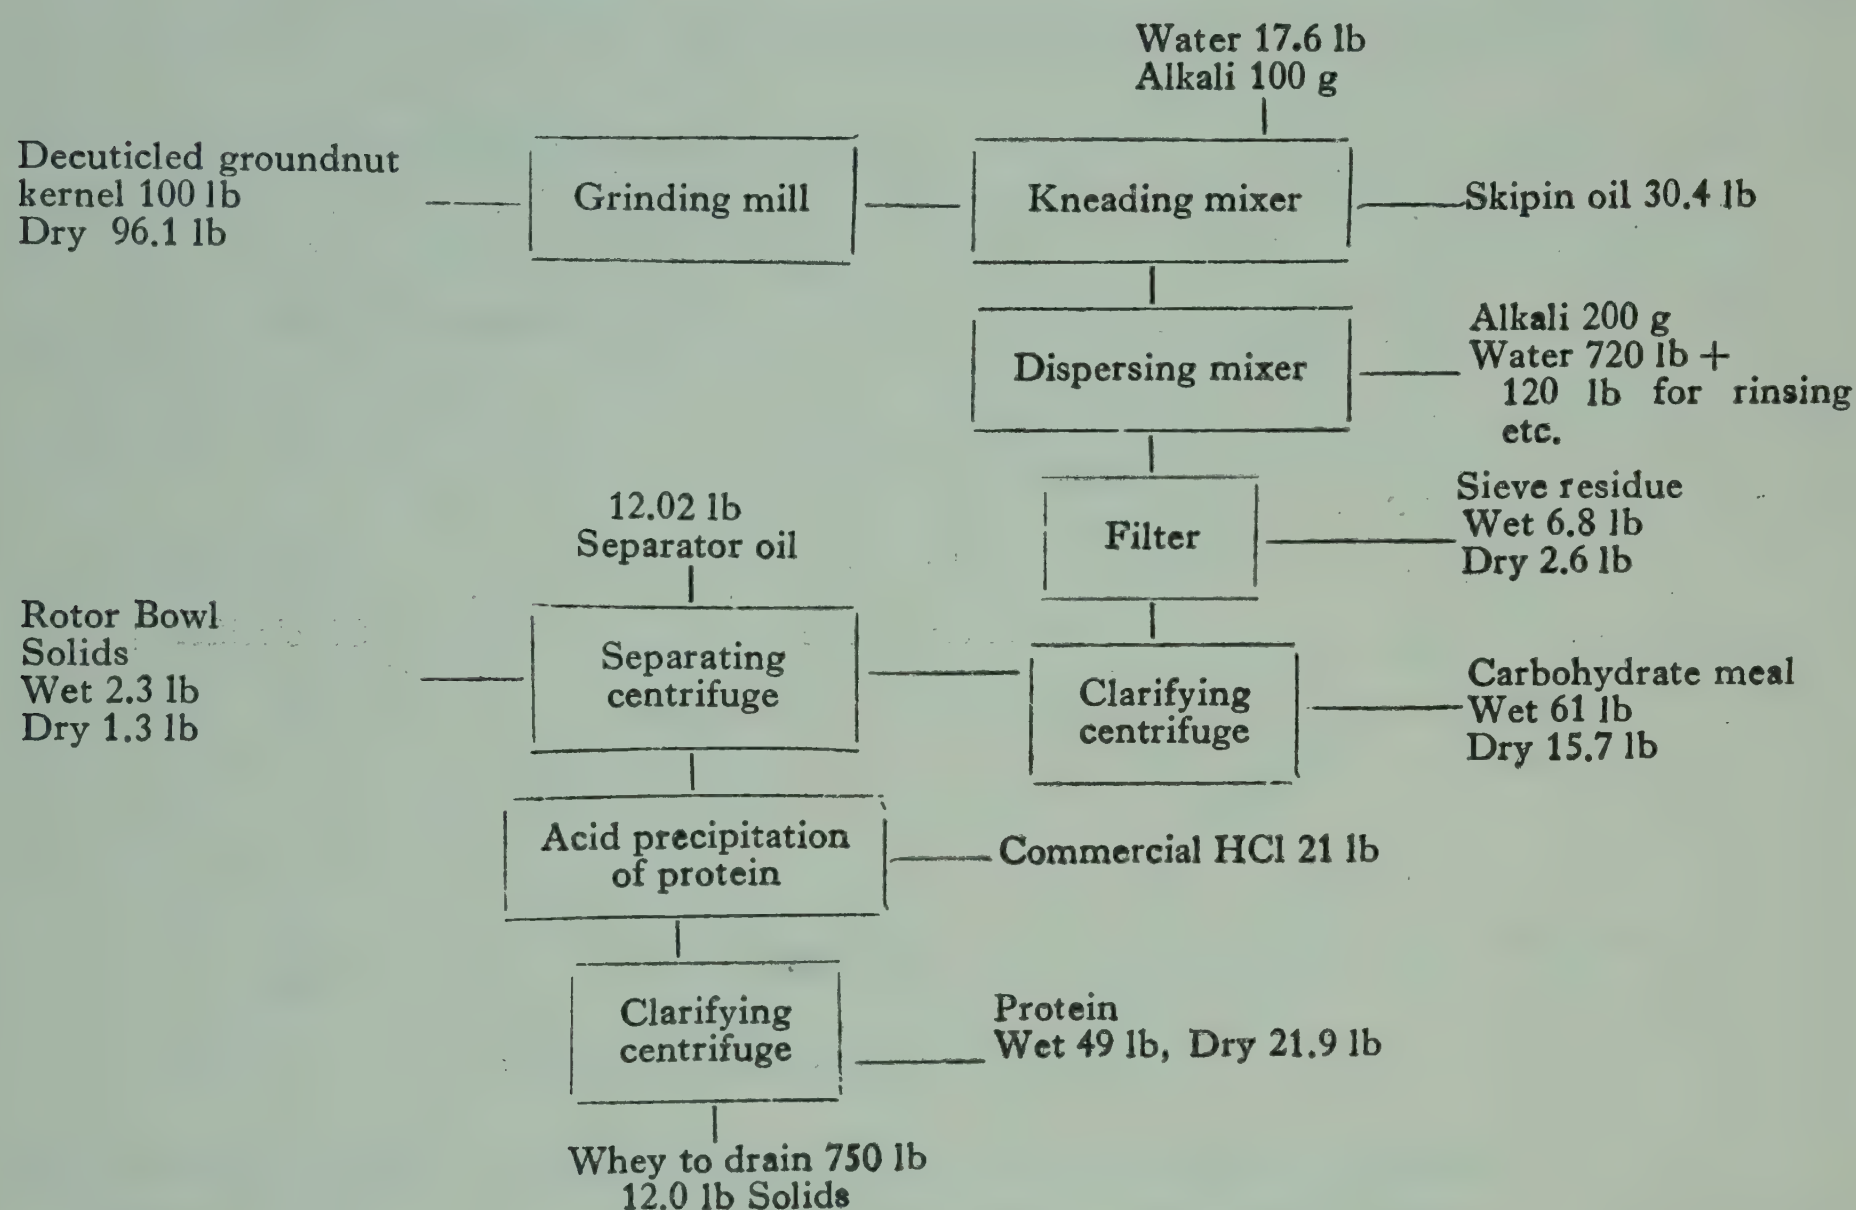 Water 17.6 lb
Alkali 100 g
Decuticled groundnut
kernel 100 lb
Dry 96.1 lb
Grinding mill
Kneading mixer
Skipin oil 30.4 lb
Dispersing mixer
Alkali 200 g
Water 720 lb +
120 lb for rinsing
etc.
Filter
Sieve residue
Wet 6.8 lb
Dry 2.6 lb
12.02 lb
Separator oil
Rotor Bowl
Solids
Wet 2.3 lb
Dry 1.3 lb
Separating
centrifuge
Clarifying
centrifuge
Carbohydrate meal
Wet 61 lb
Dry 15.7 lb
Acid precipitation
of protein
Commercial HCl 21 lb
Clarifying
centrifuge
Protein
Wet 49 lb, Dry 21.9 lb
Whey to drain 750 lb
12.0 lb Solids